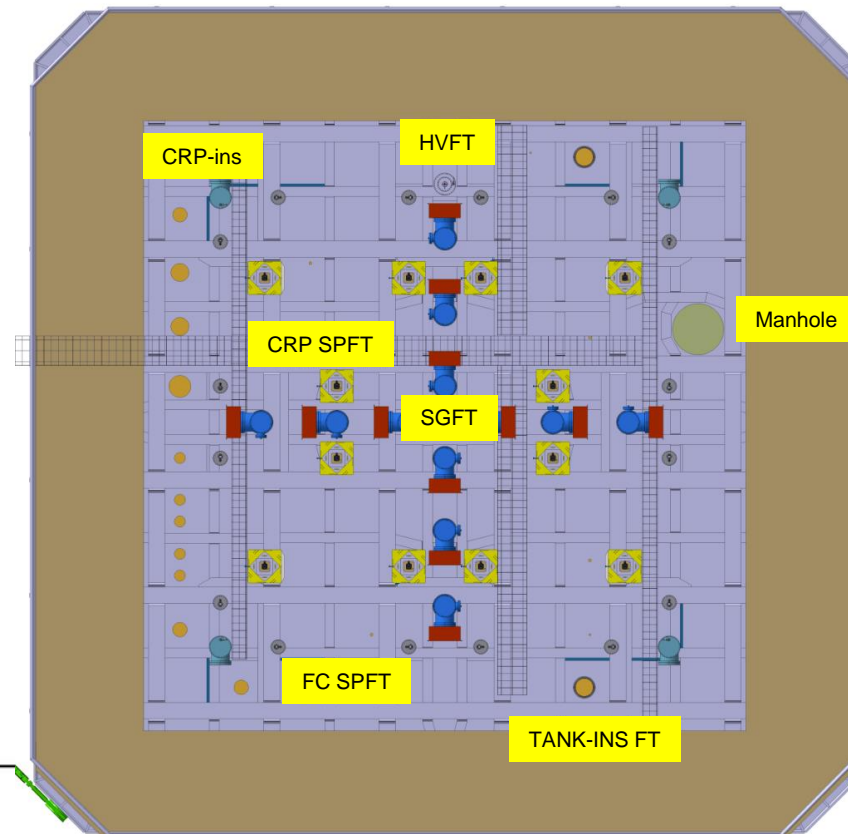 HVFT
CRP-ins
Manhole
CRP SPFT
SGFT
FC SPFT
TANK-INS FT